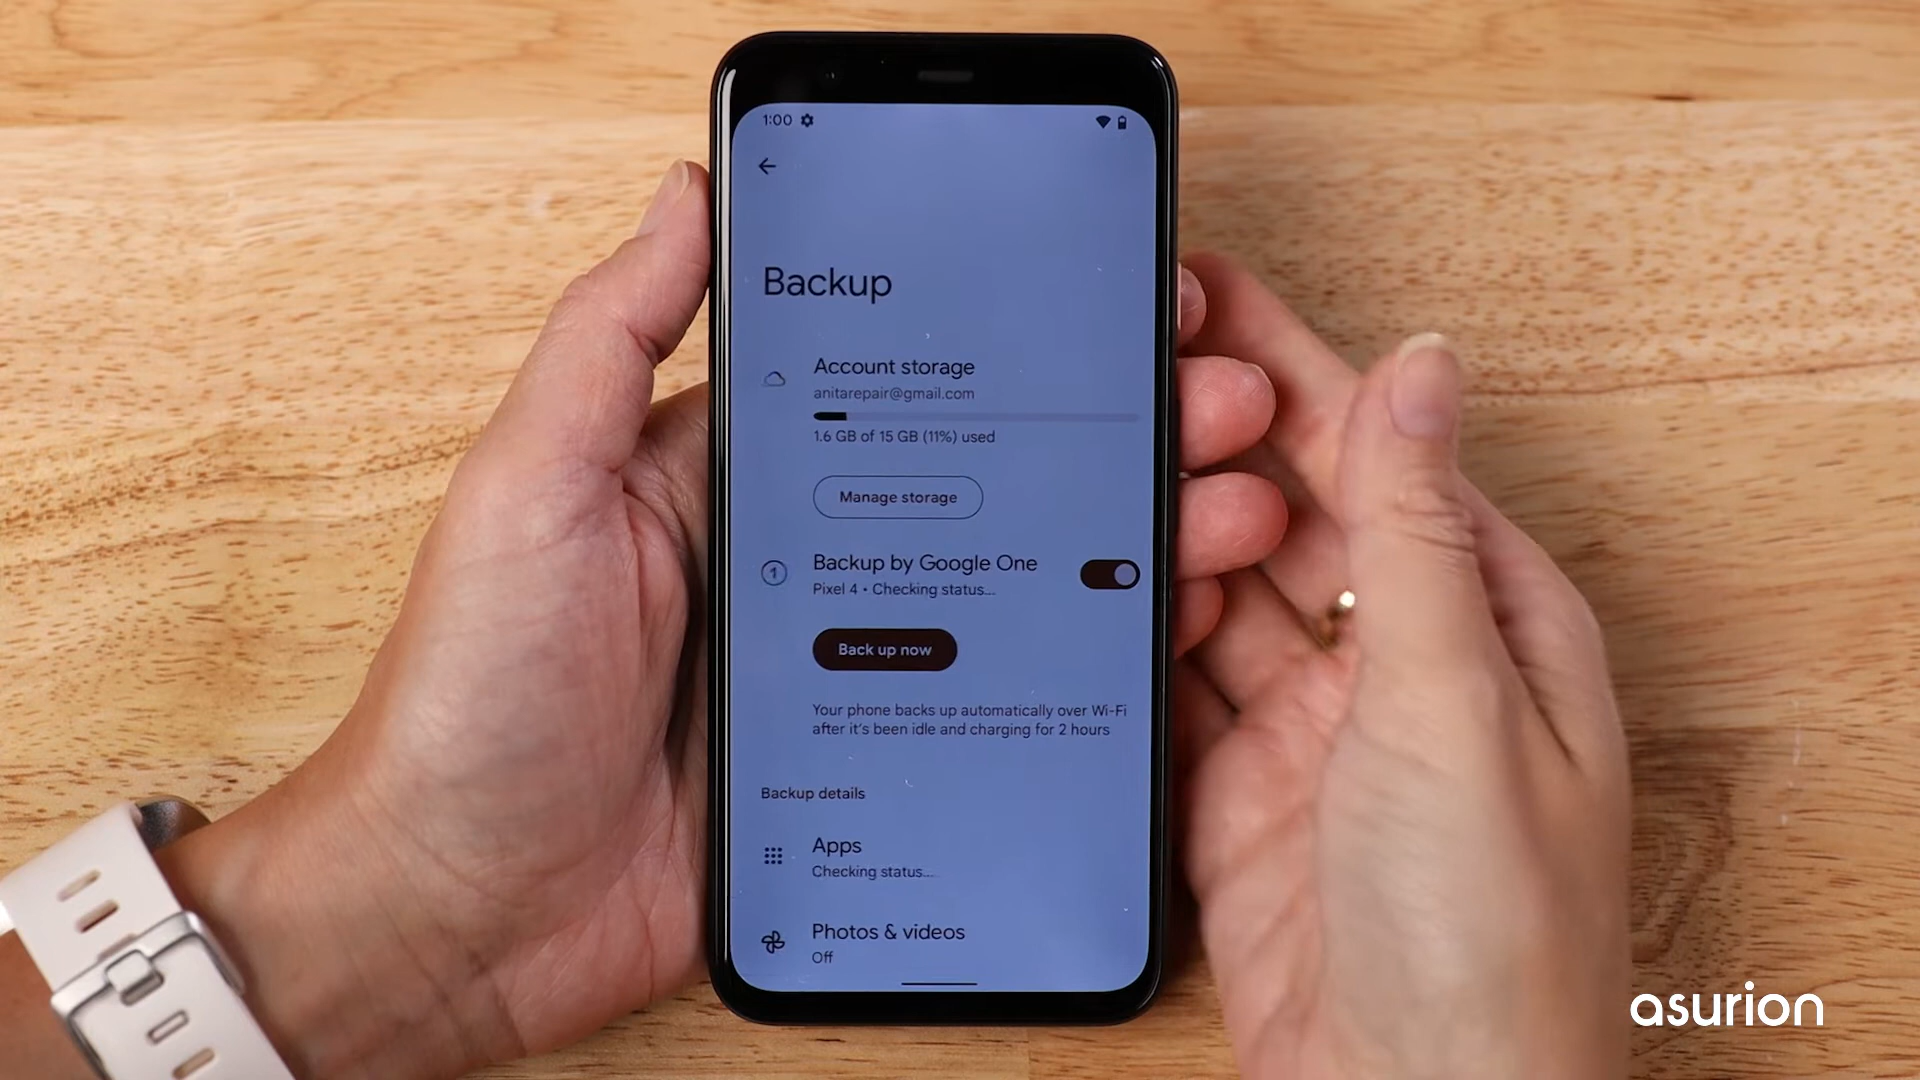 1:00
Backup
Account storage
anitarepair@gmail.com
1.6 GB of 15 GB (11%) used
Manage storage
1
Backup by Google One
Pixel 4 • Checking status...
Back up now
Your phone backs up automatically over Wi-Fi
after it's been idle and charging for 2 hours
Backup details
Apps
Checking status...
Photos & videos
Off
asurion